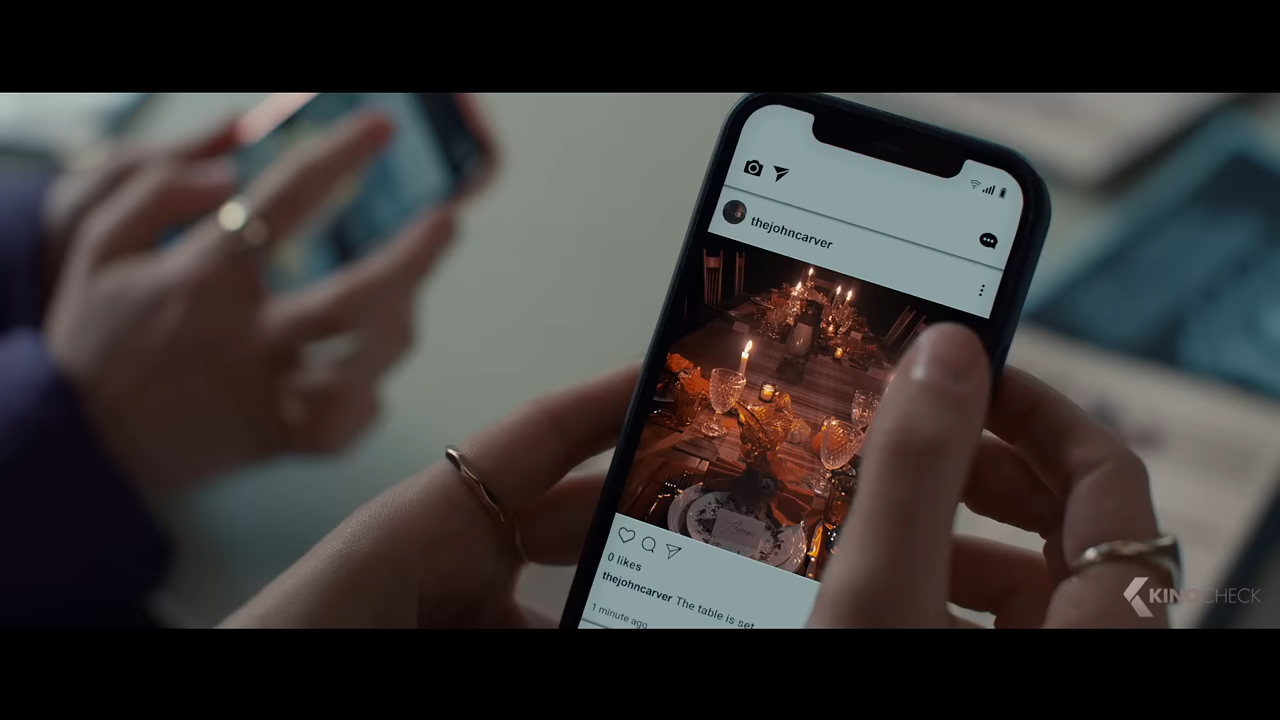 thejohncarver
0 likes
thejohncarver The table is set
1 minute ago
KINOCHECK